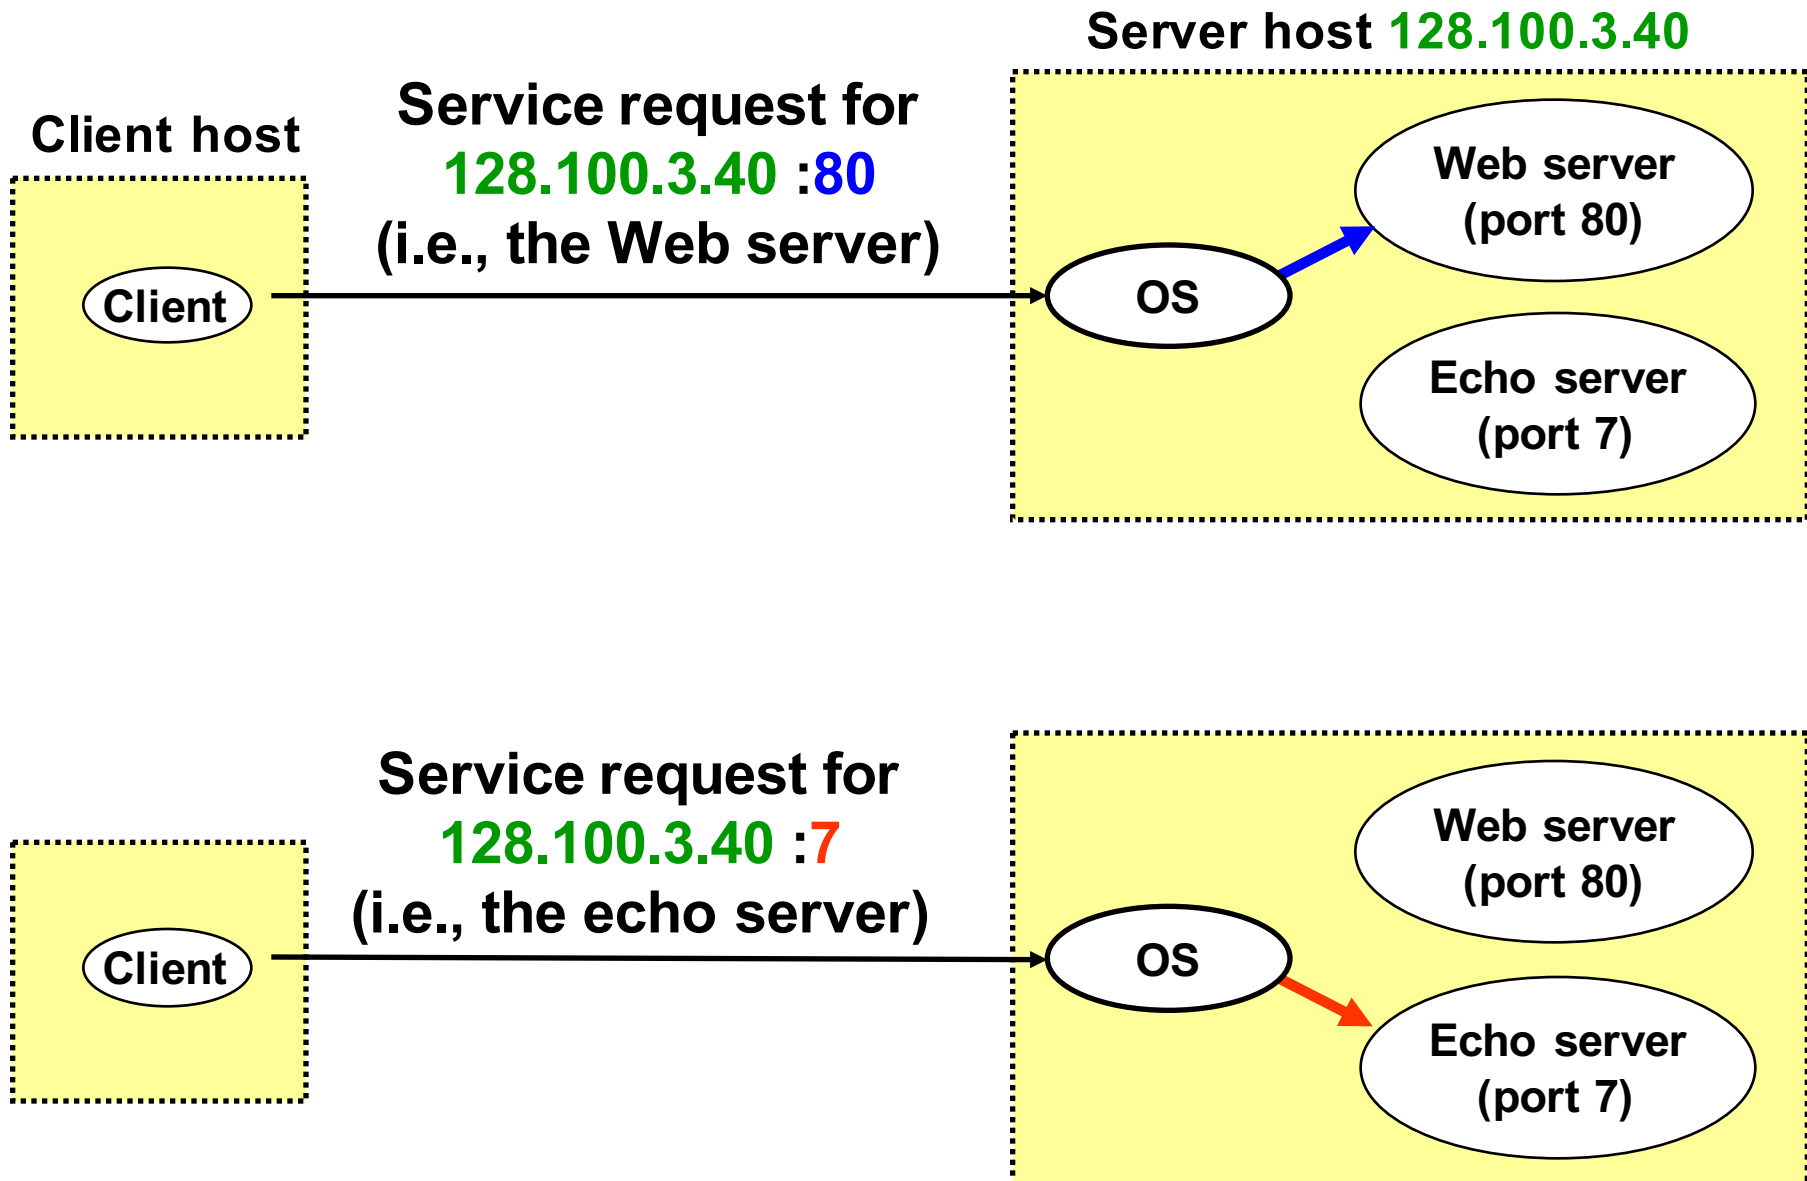 Server host 128.100.3.40
Client host
Service request for
128.100.3.40 :80
(i.e., the Web server)
Client
OS
Web server
(port 80)
Echo server
(port 7)
Service request for
128.100.3.40 :7
(i.e., the echo server)
Client
OS
Web server
(port 80)
Echo server
(port 7)